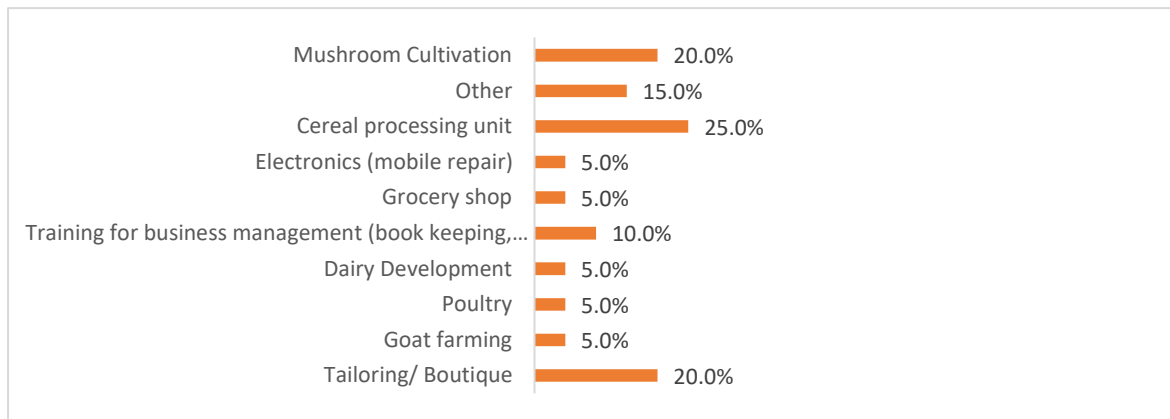 Mushroom Cultivation 20.0%
Other 15.0%
Cereal processing unit 25.0%
Electronics (mobile repair) 5.0%
Grocery shop 5.0%
Training for business management (book keeping,... 10.0%
Dairy Development 5.0%
Poultry 5.0%
Goat farming 5.0%
Tailoring/ Boutique 20.0%